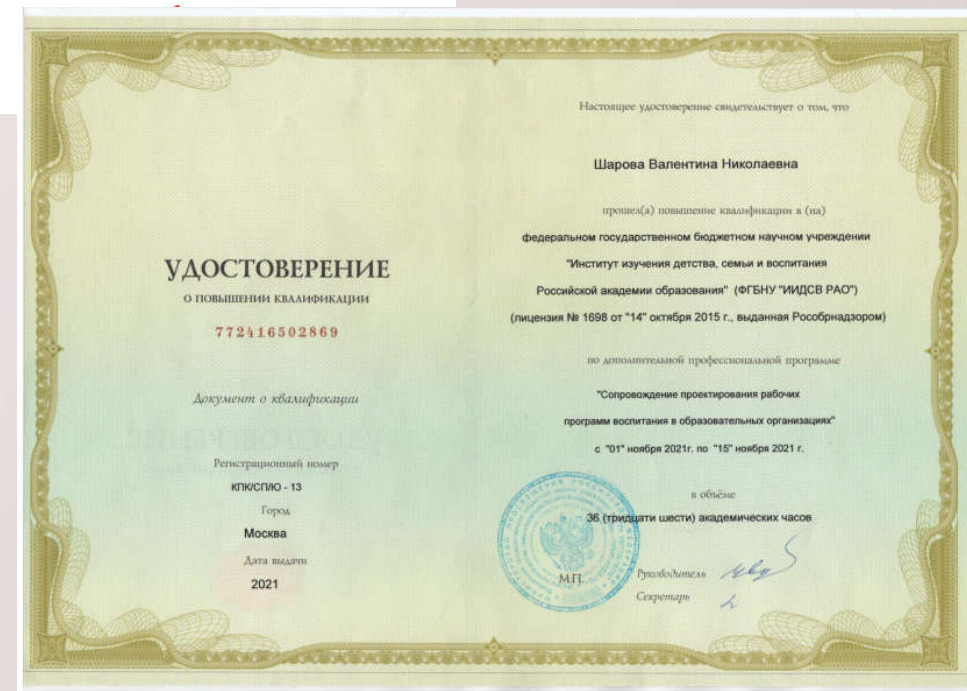 УДОСТОВЕРЕНИЕ
О ПОВЫШЕНИИ КВАЛИФИКАЦИИ
772416502869
Документ о квалификации
Регистрационный номер
КПК/СП/Ю - 13
Город
Москва
Дата выдачи
2021
Настоящее удостоверение свидетельствует о том, что
Шарова Валентина Николаевна
прошел(а) повышение квалификации в (на)
федеральном государственном бюджетном научном учреждении
"Институт изучения детства, семьи и воспитания
Российской академии образования" (ФГБНУ "ИИДСВ РАО")
(лицензия № 1698 от "14" октября 2015 г., выданная Рособрнадзором)
по дополнительной профессиональной программе
"Сопровождение проектирования рабочих
программ воспитания в образовательных организациях"
с "01" ноября 2021г. по "15" ноября 2021 г.
в объёме
36 (тридцати шести) академических часов
М.П.
Руководитель
Секретарь